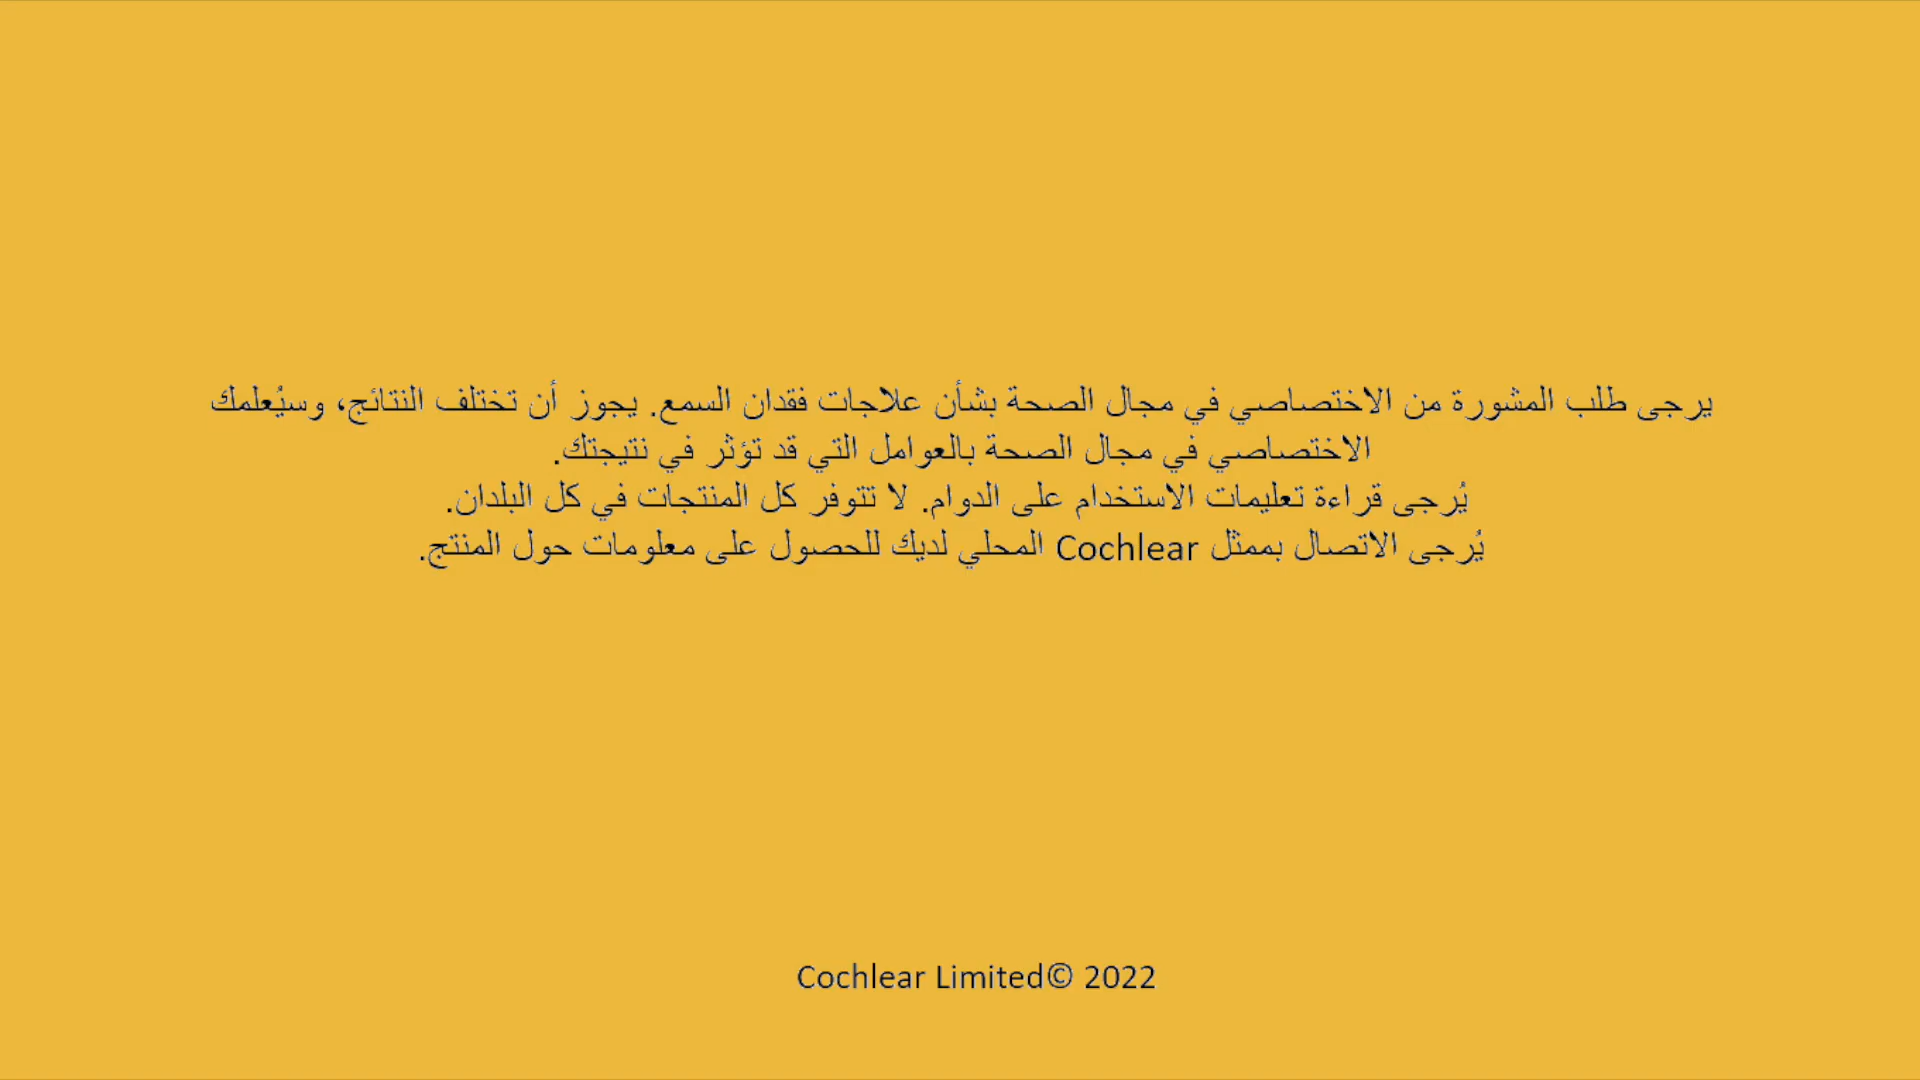 يرجى طلب المشورة من الاختصاصي في مجال الصحة بشأن علاجات فقدان السمع. يجوز أن تختلف النتائج، وسيُعلمك
الاختصاصي في مجال الصحة بالعوامل التي قد تؤثر في نتيجتك.
يُرجى قراءة تعليمات الاستخدام على الدوام. لا تتوفر كل المنتجات في كل البلدان.
يُرجى الاتصال بممثل Cochlear المحلي لديك للحصول على معلومات حول المنتج.
Cochlear Limited© 2022